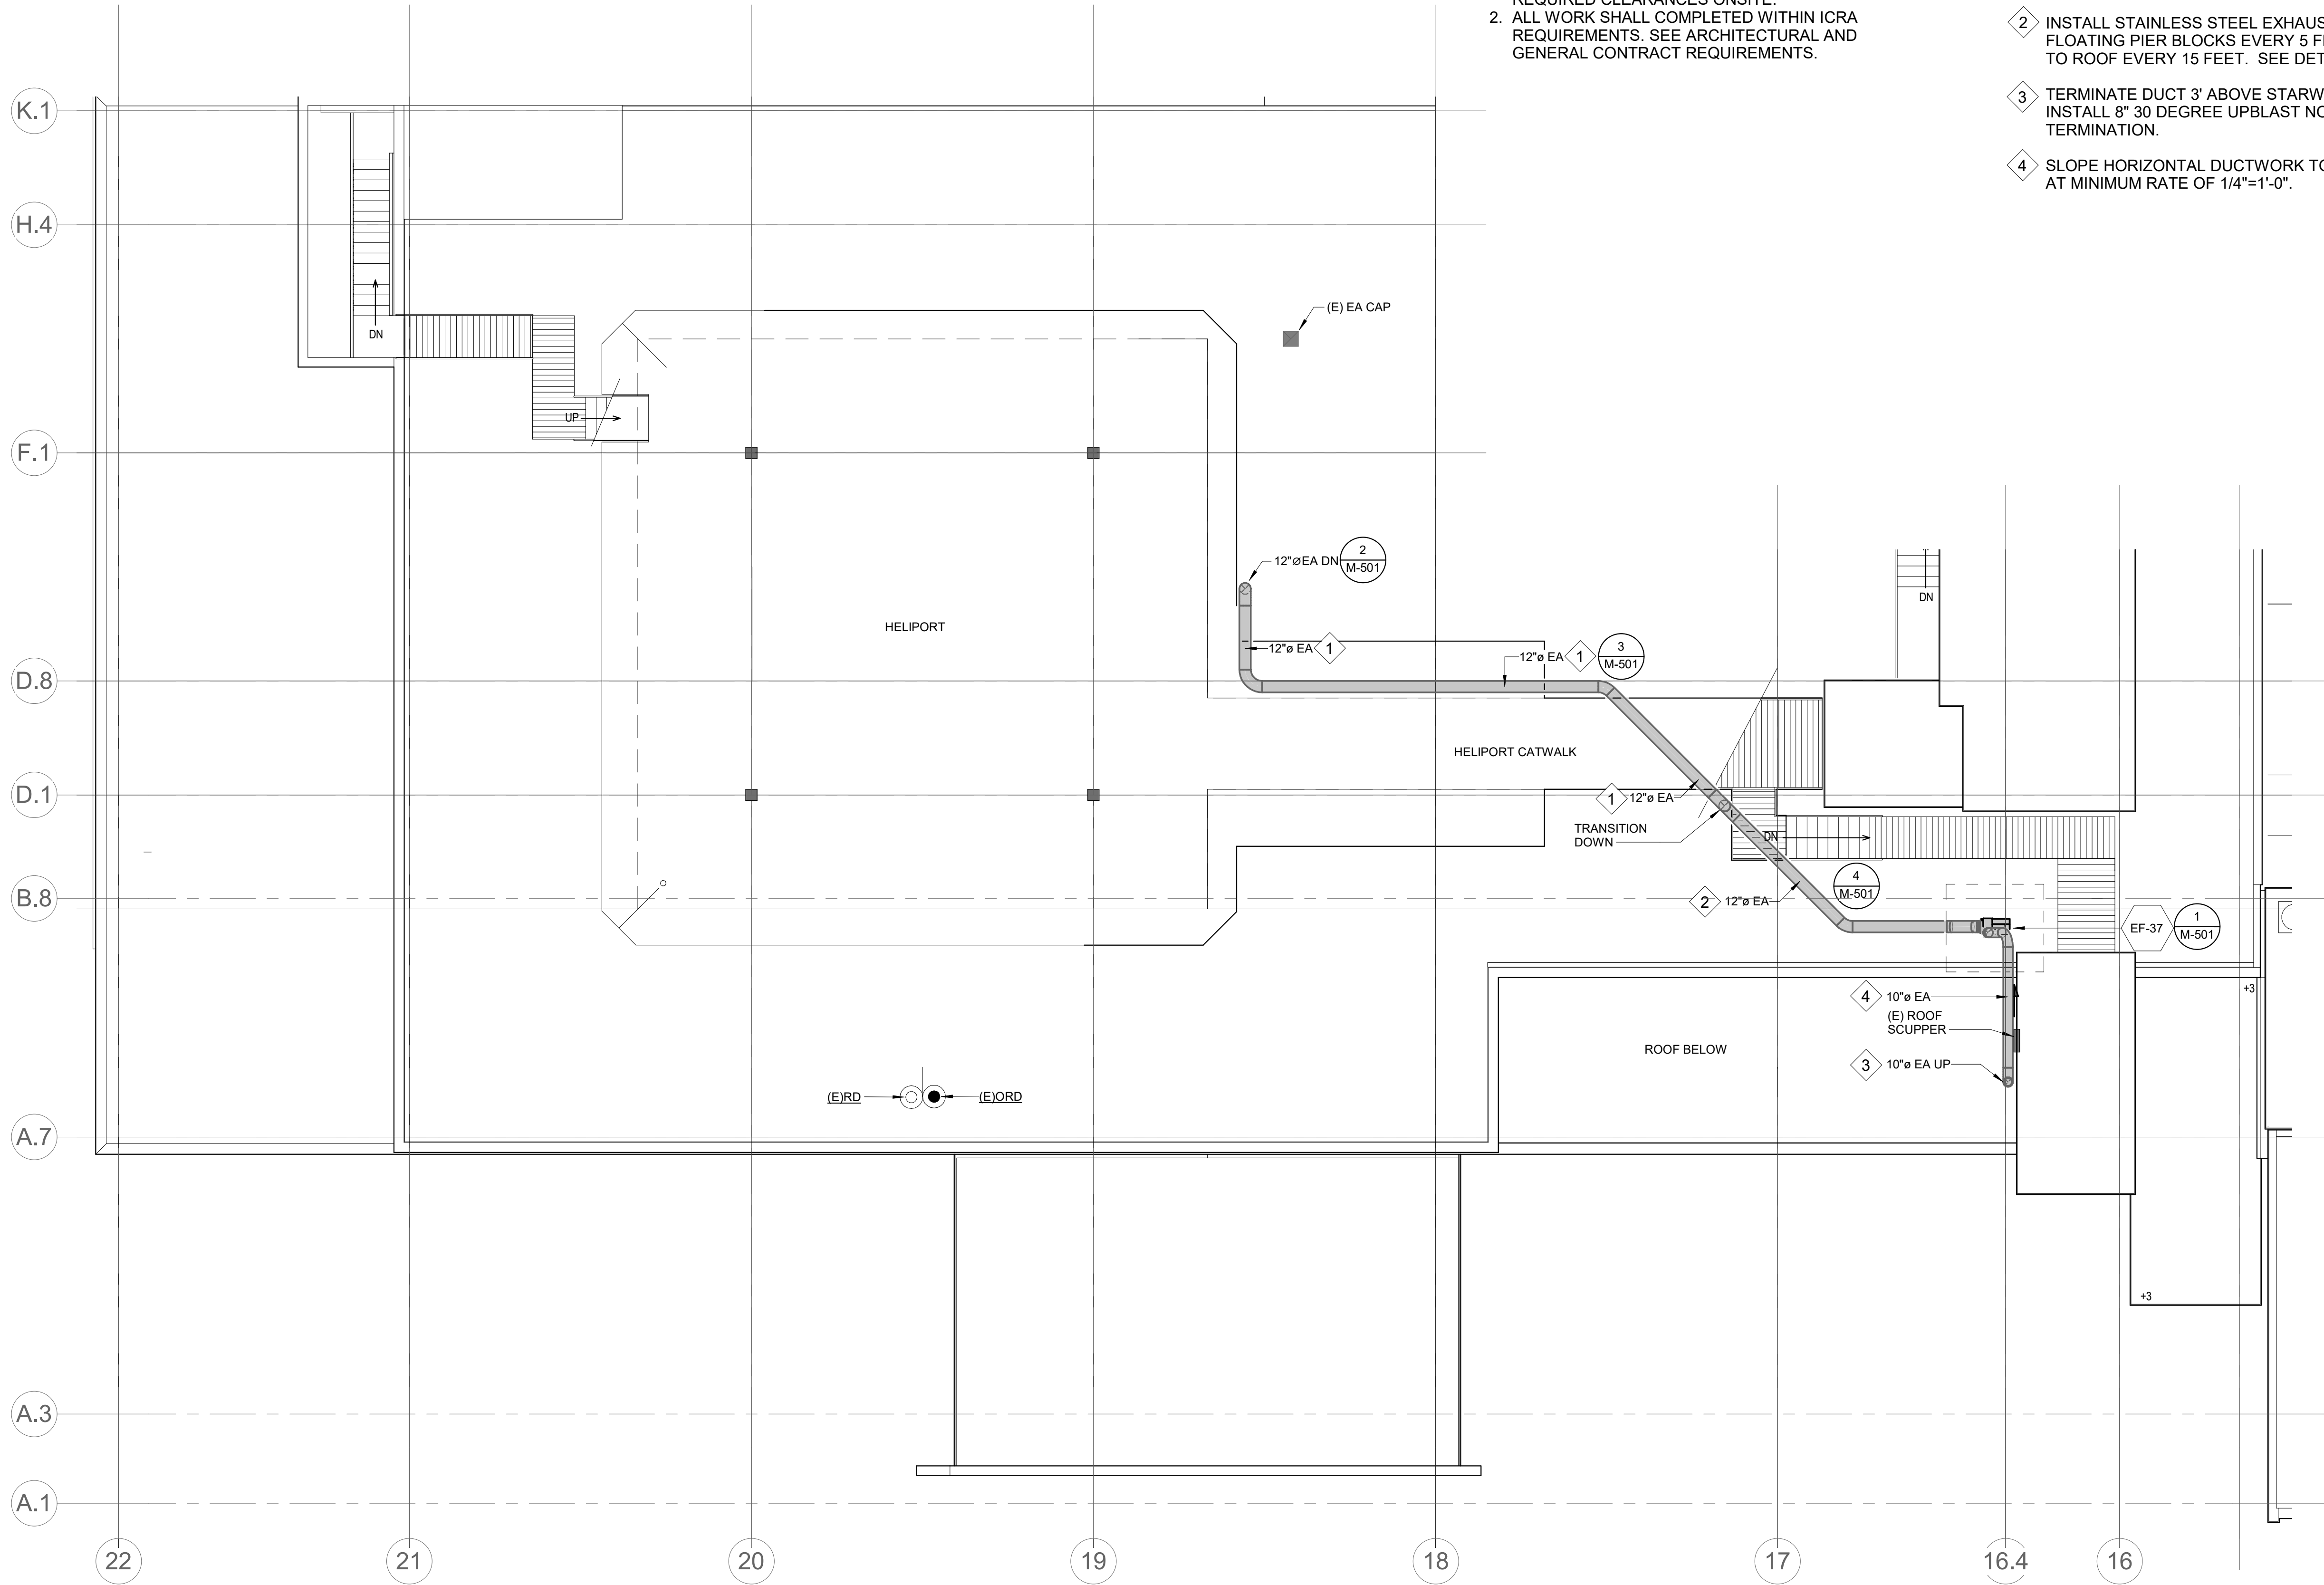 REQUIRED CLEARANCES ONSITE.
2. ALL WORK SHALL COMPLETED WITHIN ICRA
REQUIREMENTS. SEE ARCHITECTURAL AND
GENERAL CONTRACT REQUIREMENTS.
2 INSTALL STAINLESS STEEL EXHAUS
FLOATING PIER BLOCKS EVERY 5 F
TO ROOF EVERY 15 FEET. SEE DET
3 TERMINATE DUCT 3' ABOVE STARW
INSTALL 8" 30 DEGREE UPBLAST NO
TERMINATION.
4 SLOPE HORIZONTAL DUCTWORK TO
AT MINIMUM RATE OF 1/4"=1'-0".
K.1
H.4
F.1
D.8
D.1
B.8
A.7
A.3
A.1
DN
UP
(E) EA CAP
12"Ø EA DN
2
M-501
HELIPORT
12"ø EA 1
12"ø EA 1
3
M-501
DN
HELIPORT CATWALK
1 12"ø EA
TRANSITION
DOWN
DN
2 12"ø EA
4
M-501
EF-37
1
M-501
4 10"ø EA
(E) ROOF
SCUPPER
3 10"ø EA UP
ROOF BELOW
+3
+3
(E)RD
(E)ORD
22
21
20
19
18
17
16.4
16